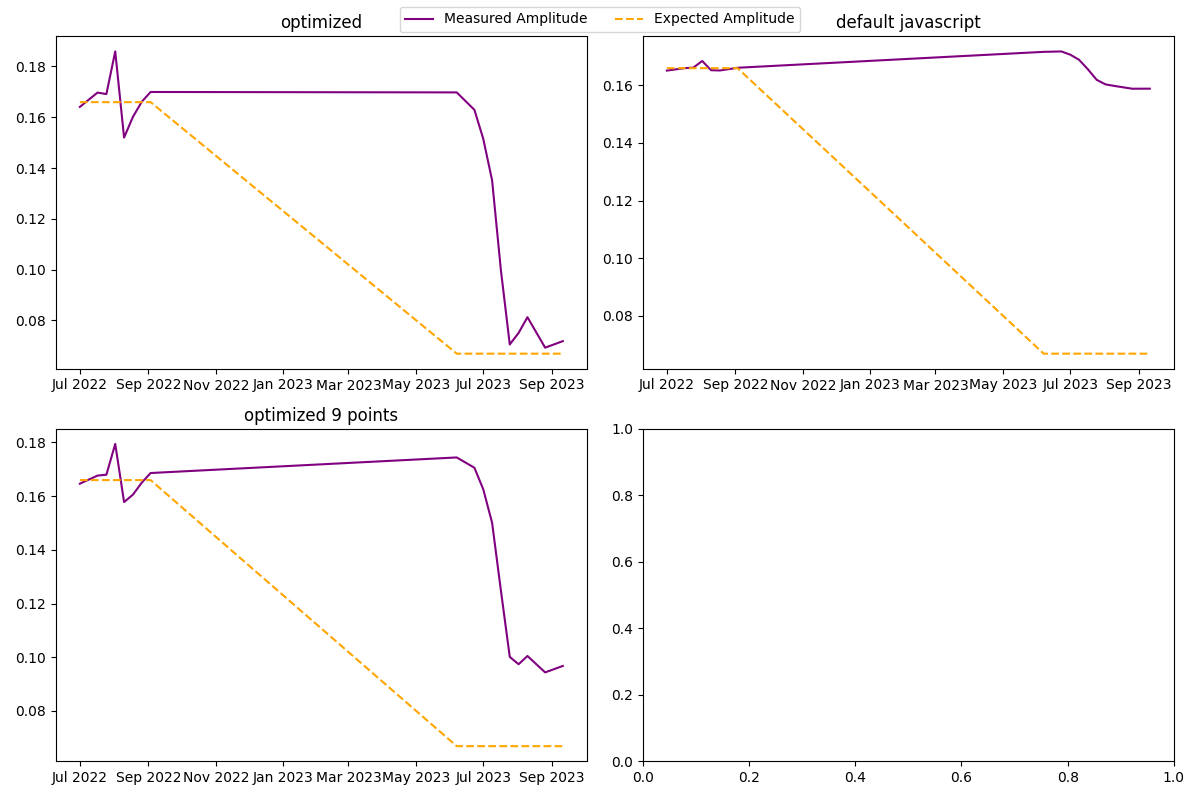 Measured Amplitude Expected Amplitude
optimized
0.18
0.16
0.14
0.12
0.10
0.08
Jul 2022 Sep 2022 Nov 2022 Jan 2023 Mar 2023 May 2023 Jul 2023 Sep 2023
default javascript
0.16
0.14
0.12
0.10
0.08
Jul 2022 Sep 2022 Nov 2022 Jan 2023 Mar 2023 May 2023 Jul 2023 Sep 2023
optimized 9 points
0.18
0.16
0.14
0.12
0.10
0.08
Jul 2022 Sep 2022 Nov 2022 Jan 2023 Mar 2023 May 2023 Jul 2023 Sep 2023
1.0
0.8
0.6
0.4
0.2
0.0
0.0 0.2 0.4 0.6 0.8 1.0